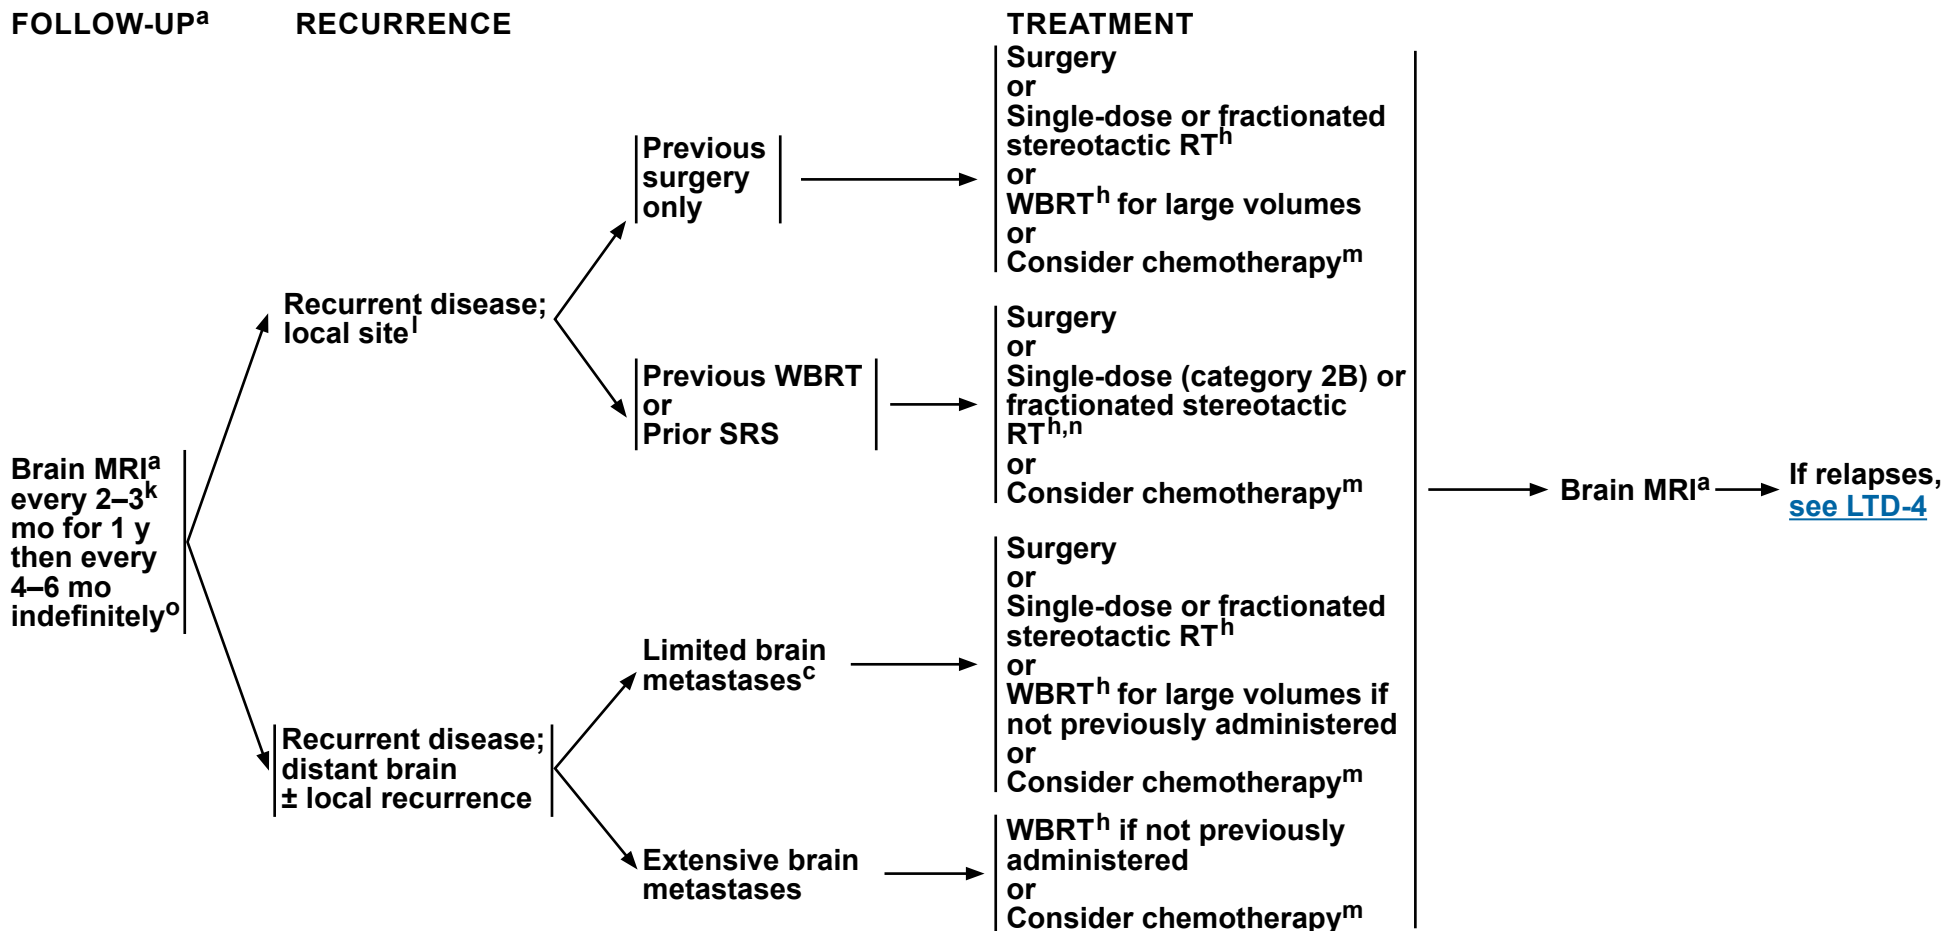 FOLLOW-UPa
RECURRENCE
TREATMENT
Brain MRIa
every 2–3k
mo for 1 y
then every
4–6 mo
indefinitelyo
Recurrent disease;
local sitel
Previous
surgery
only
Surgery
or
Single-dose or fractionated
stereotactic RTh
or
WBRTh for large volumes
or
Consider chemotherapym
Previous WBRT
or
Prior SRS
Surgery
or
Single-dose (category 2B) or
fractionated stereotactic
RTh,n
or
Consider chemotherapym
Recurrent disease;
distant brain
± local recurrence
Limited brain
metastasesc
Surgery
or
Single-dose or fractionated
stereotactic RTh
or
WBRTh for large volumes if
not previously administered
or
Consider chemotherapym
Extensive brain
metastases
WBRTh if not previously
administered
or
Consider chemotherapym
Brain MRIa
If relapses,
see LTD-4